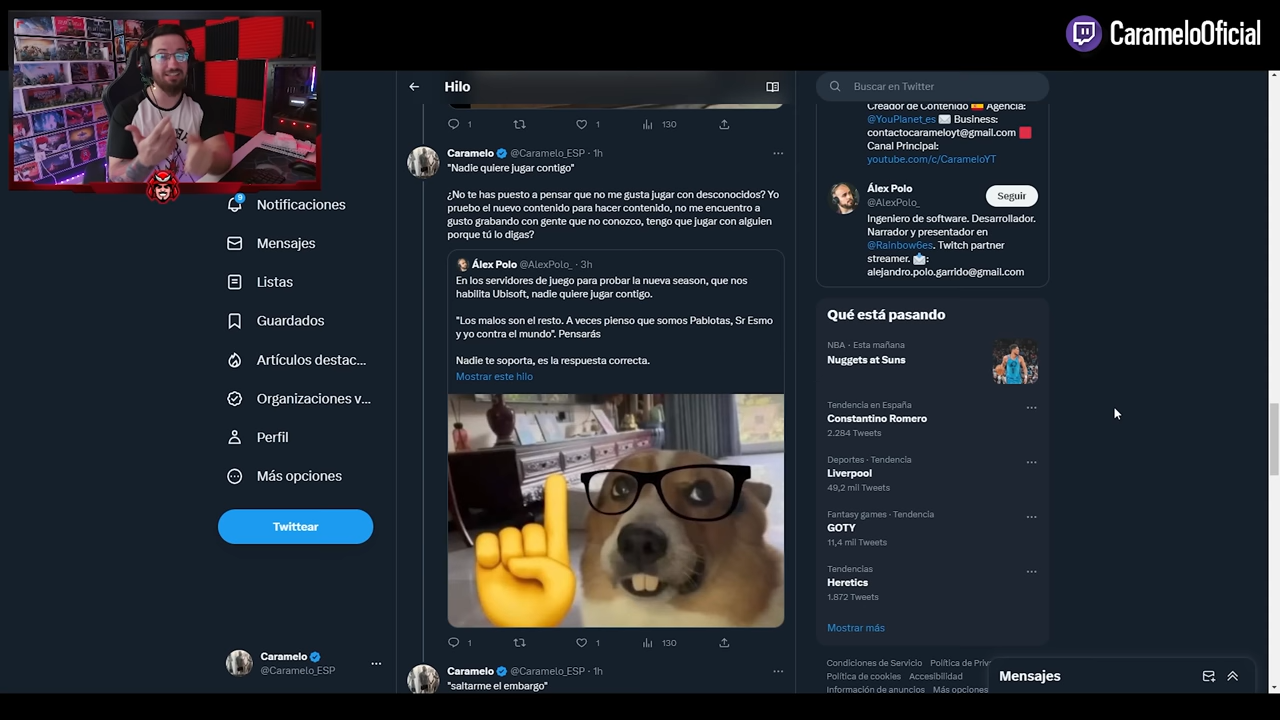 CarameloOficial
Hilo
Buscar en Twitter
Notificaciones
Mensajes
Listas
Guardados
Artículos destac...
Organizaciones v...
Perfil
Más opciones
Twittear
Caramelo
@Caramelo_ESP
1
1
130
Caramelo @Caramelo_ESP · 1h
"Nadie quiere jugar contigo"
¿No te has puesto a pensar que no me gusta jugar con desconocidos? Yo
pruebo el nuevo contenido para hacer contenido, no me encuentro a
gusto grabando con gente que no conozco, tengo que jugar con alguien
porque tú lo digas?
Álex Polo @AlexPolo_ · 3h
En los servidores de juego para probar la nueva season, que nos
habilita Ubisoft, nadie quiere jugar contigo.
"Los malos son el resto. A veces pienso que somos Pablotas, Sr Esmo
y yo contra el mundo". Pensarás
Nadie te soporta, es la respuesta correcta.
Mostrar este hilo
1
1
130
Caramelo @Caramelo_ESP · 1h
"saltarme el embargo"
Creador de Contenido Agencia:
@YouPlanet_es Business:
contactocarameloyt@gmail.com
Canal Principal:
youtube.com/c/CarameloYT
Álex Polo
@AlexPolo_
Seguir
Ingeniero de software. Desarrollador.
Narrador y presentador en
@Rainbow6es. Twitch partner
streamer. :
alejandro.polo.garrido@gmail.com
Qué está pasando
NBA · Esta mañana
Nuggets at Suns
Tendencia en España
Constantino Romero
2.284 Tweets
Deportes · Tendencia
Liverpool
49,2 mil Tweets
Fantasy games · Tendencia
GOTY
11,4 mil Tweets
Tendencias
Heretics
1.872 Tweets
Mostrar más
Condiciones de Servicio Política de Priv
Política de cookies Accesibilidad
Información de anuncios Más opciones
Mensajes